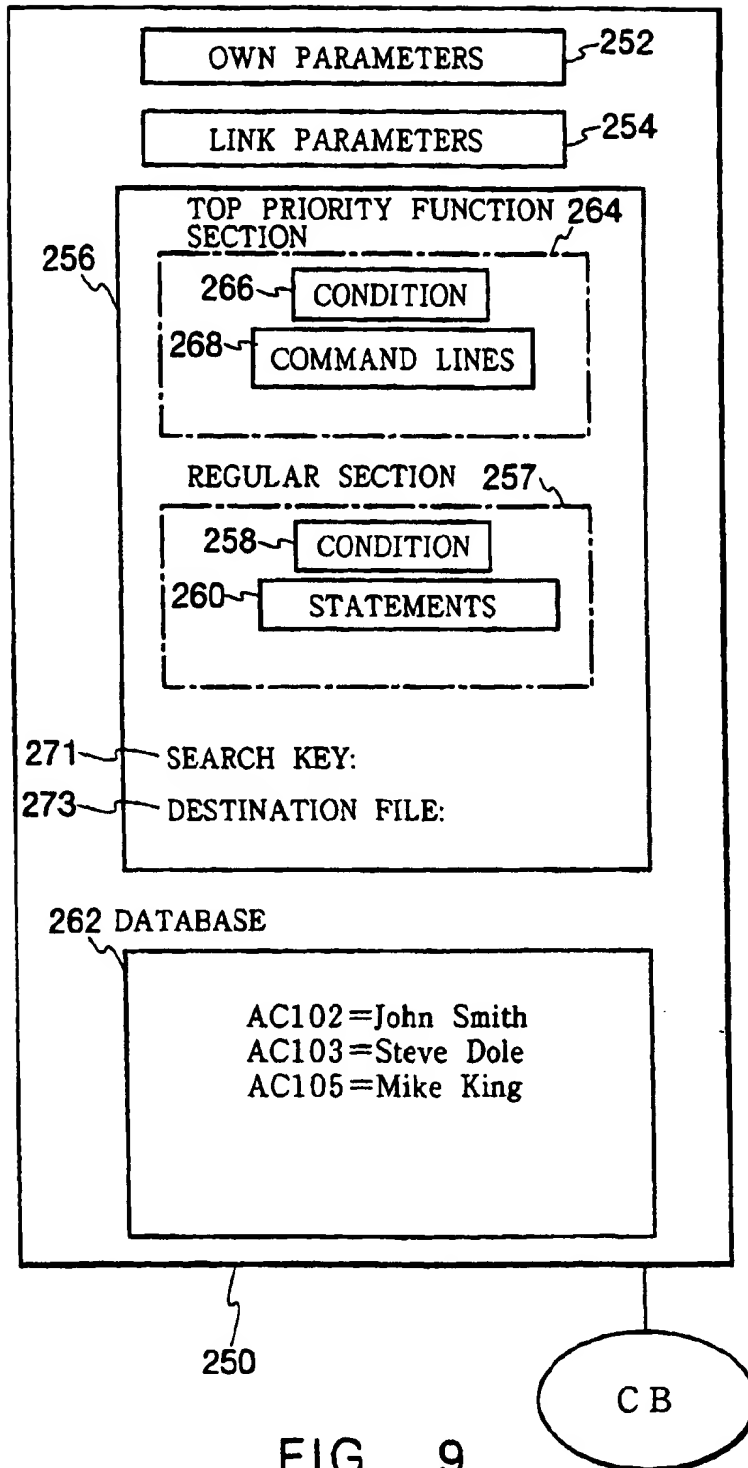 OWN PARAMETERS 252
LINK PARAMETERS 254
256
TOP PRIORITY FUNCTION 264
SECTION
266 CONDITION
268 COMMAND LINES
REGULAR SECTION 257
258 CONDITION
260 STATEMENTS
271 SEARCH KEY:
273 DESTINATION FILE:
262 DATABASE
AC102=John Smith
AC103=Steve Dole
AC105=Mike King
250
CB
FIG. 9